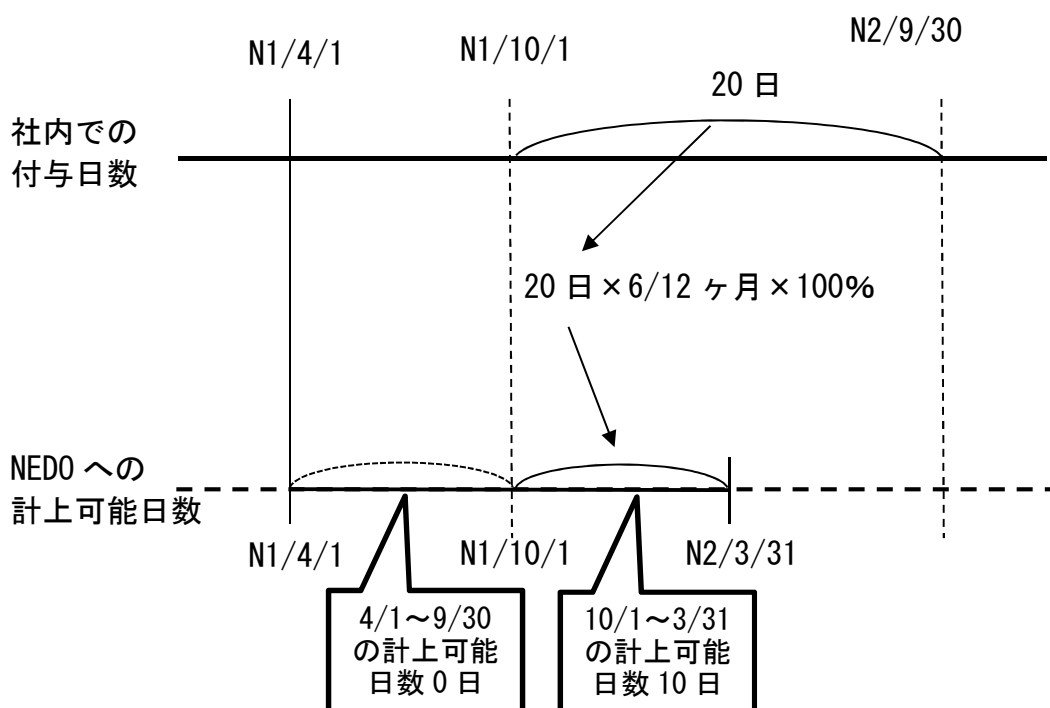 N1/4/1
N1/10/1
N2/9/30
20 日
社内での
付与日数
20 日×6/12 ヶ月×100%
NEDO への
計上可能日数
N1/4/1
N1/10/1
N2/3/31
4/1～9/30
の計上可能
日数 0 日
10/1～3/31
の計上可能
日数 10 日